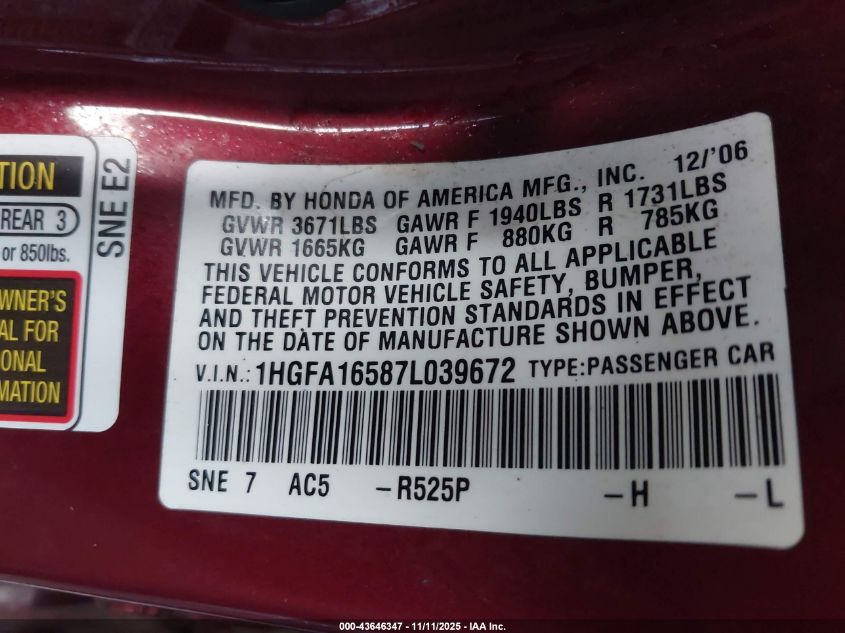 TION
REAR 3
or 850lbs.
WNER'S
AL FOR
IONAL
MATION
SNE E2
MFD. BY HONDA OF AMERICA MFG., INC. 12/'06
GVWR 3671LBS GAWR F 1940LBS R 1731LBS
GVWR 1665KG GAWR F 880KG R 785KG
THIS VEHICLE CONFORMS TO ALL APPLICABLE
FEDERAL MOTOR VEHICLE SAFETY, BUMPER,
AND THEFT PREVENTION STANDARDS IN EFFECT
ON THE DATE OF MANUFACTURE SHOWN ABOVE.
V.I.N.: 1HGFA16587L039672 TYPE:PASSENGER CAR
SNE 7 AC5 -R525P -H -L
000-43646347 - 11/11/2025 - IAA Inc.